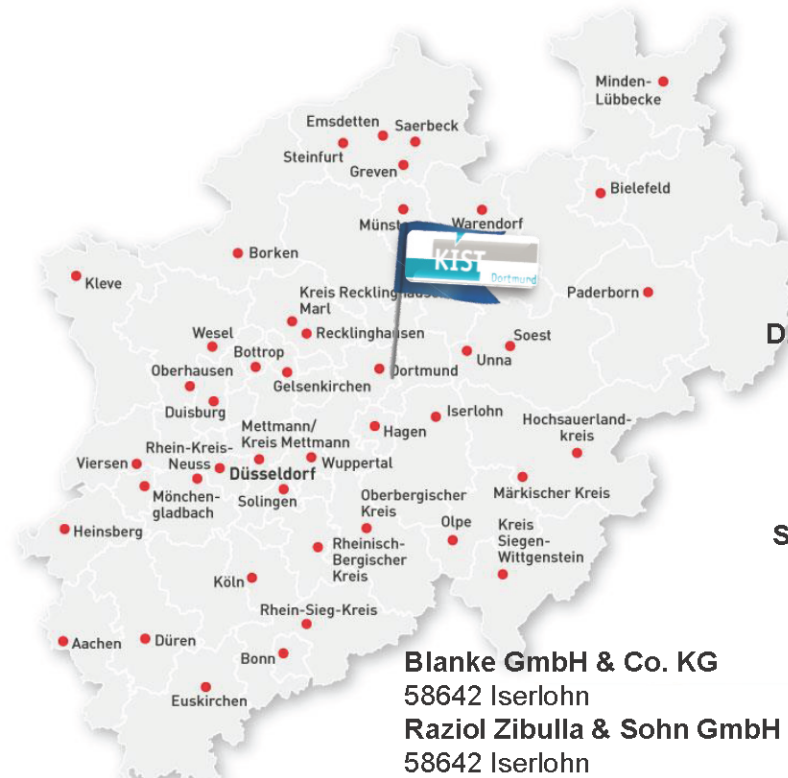 Minden-
Lübbecke
Emsdetten
Saerbeck
Steinfurt
Greven
Bielefeld
Warendorf
Borken
KIST
Dortmund
Kleve
Paderborn
Marl
Recklinghausen
Wesel
Soest
Bottrop
Unna
Oberhausen
Gelsenkirchen
Dortmund
Duisburg
Iserlohn
Mettmann/
Kreis Mettmann
Hagen
Hochsauerland-
kreis
Rhein-Kreis-
Neuss
Viersen
Düsseldorf
Wuppertal
Mönchen-
gladbach
Solingen
Märkischer Kreis
Oberbergischer
Kreis
Olpe
Kreis
Siegen-
Wittgenstein
Heinsberg
Rheinisch-
Bergischer
Kreis
Köln
Rhein-Sieg-Kreis
Aachen
Düren
Bonn
Euskirchen
Blanke GmbH & Co. KG
58642 Iserlohn
Raziol Zibulla & Sohn GmbH
58642 Iserlohn